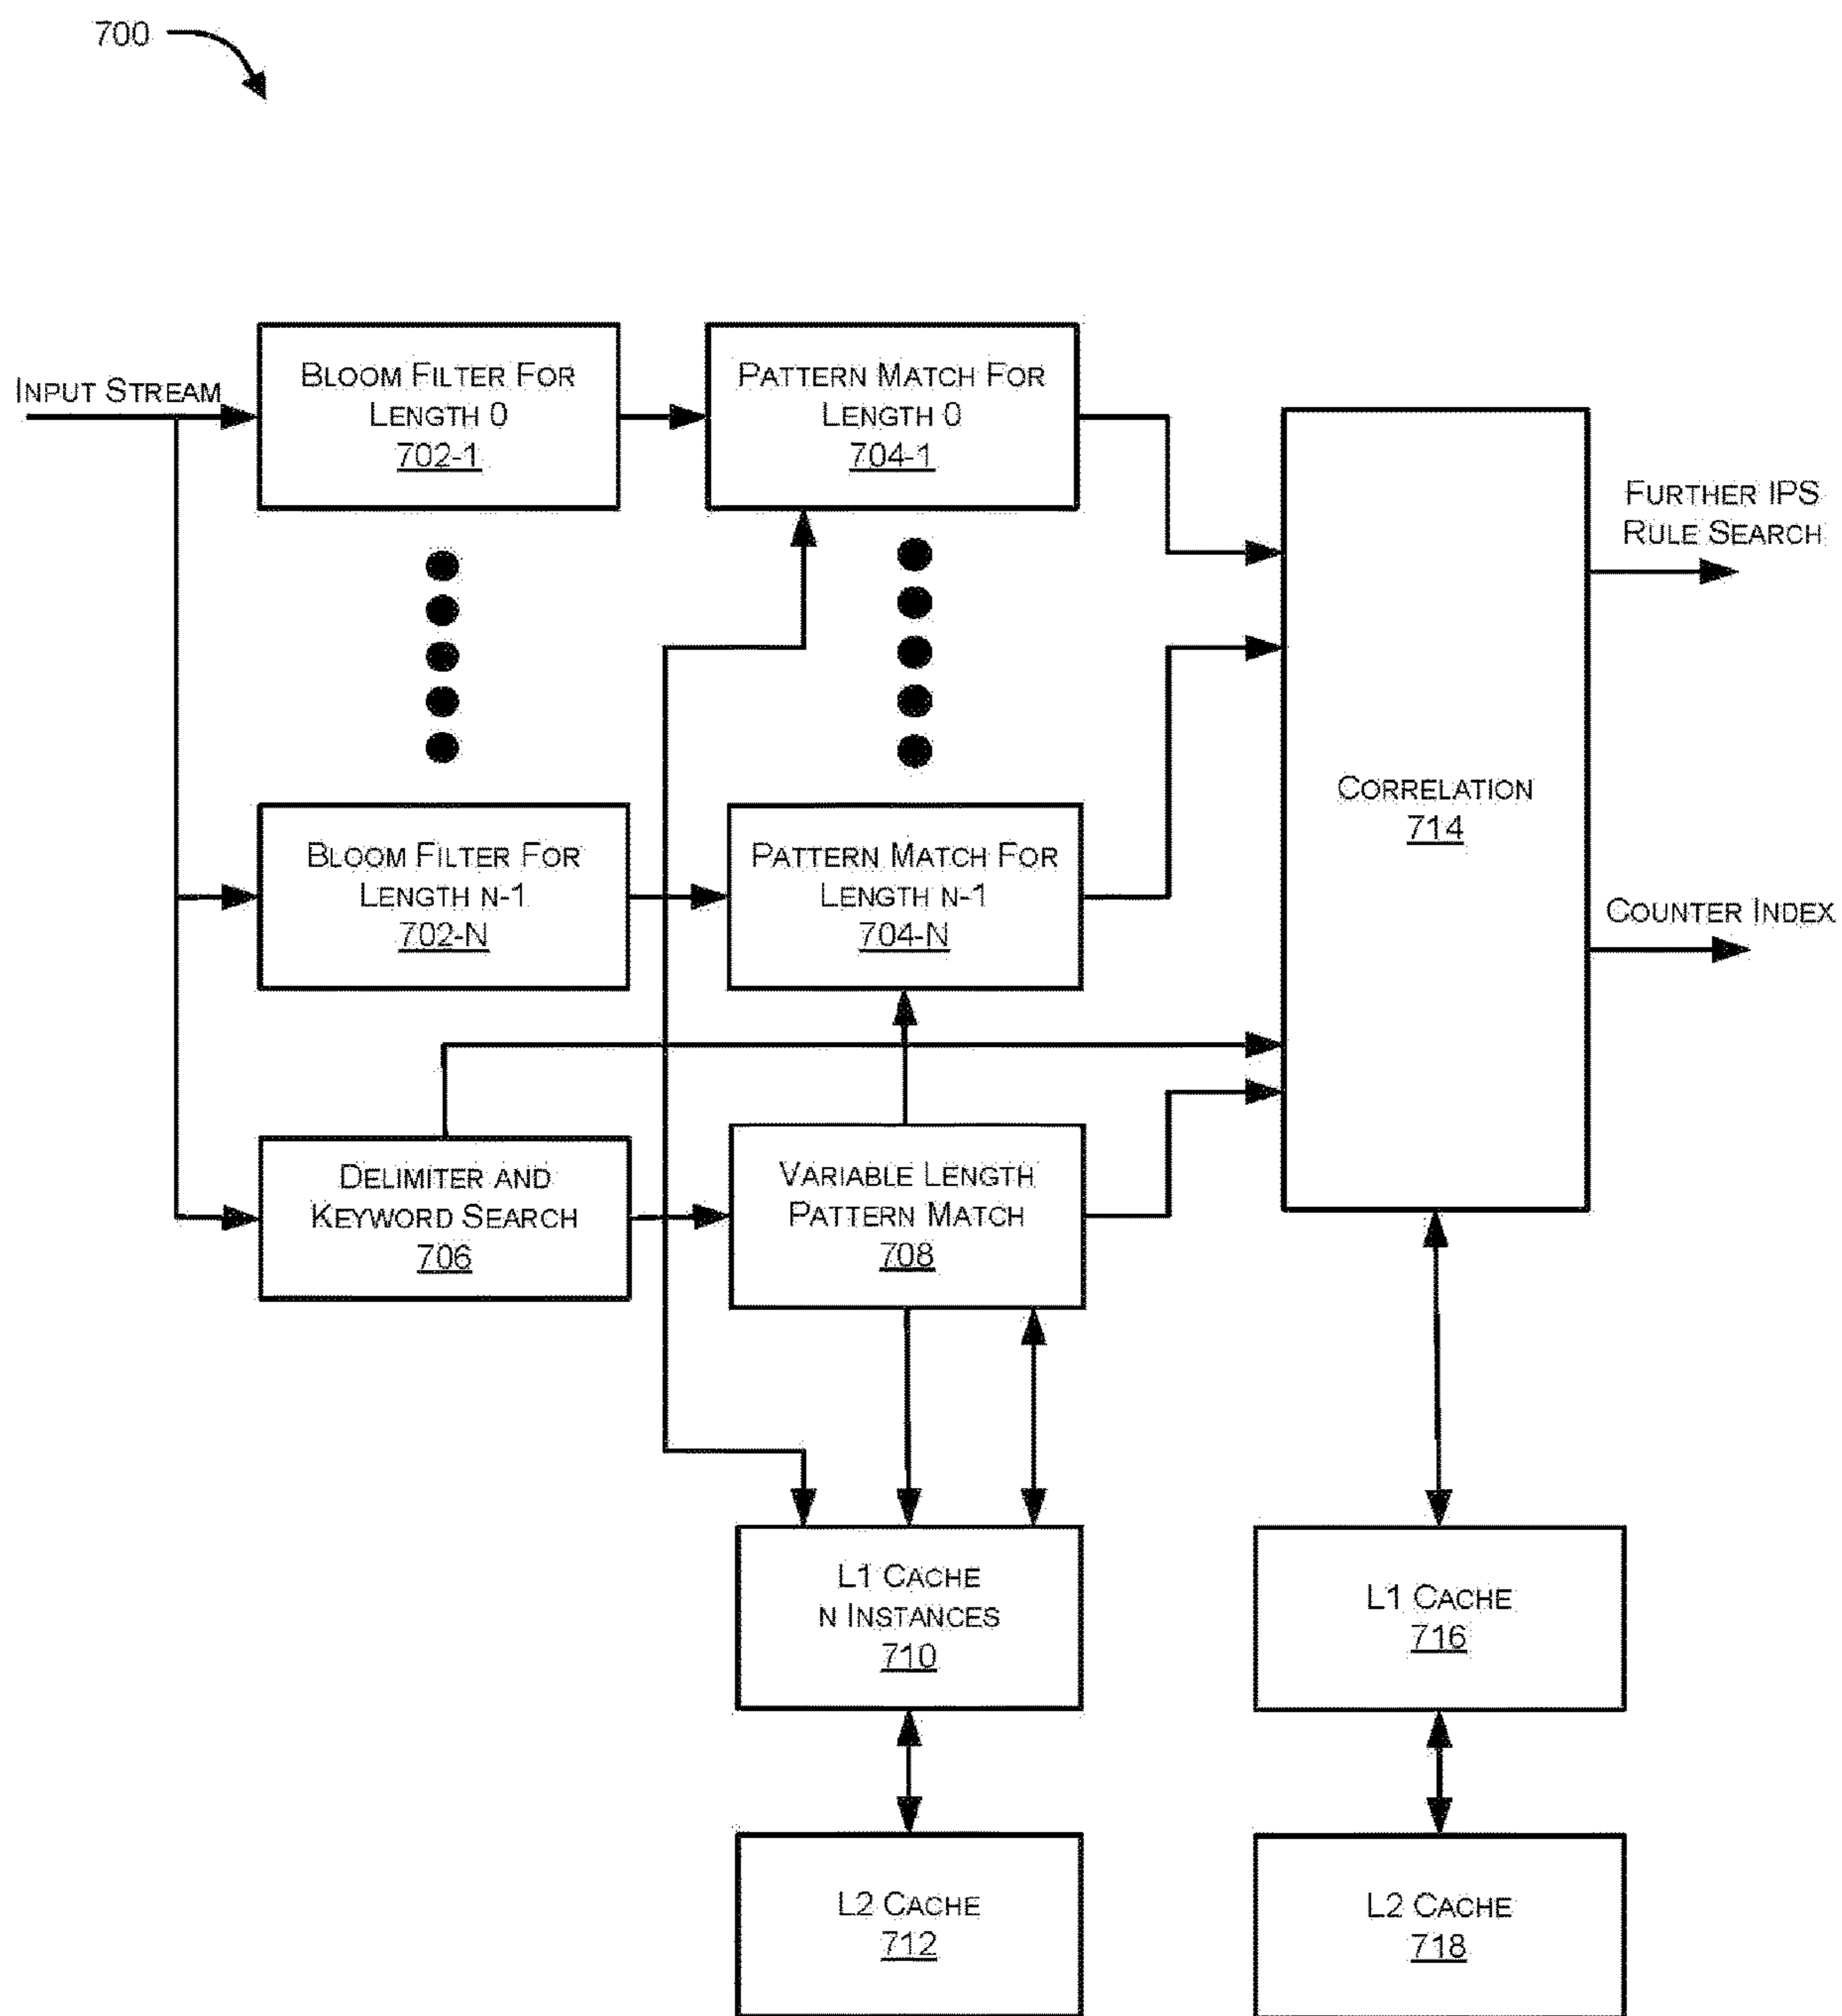 700
INPUT STREAM
BLOOM FILTER FOR
LENGTH 0
702-1
PATTERN MATCH FOR
LENGTH 0
704-1
FURTHER IPS
RULE SEARCH
BLOOM FILTER FOR
LENGTH N-1
702-N
PATTERN MATCH FOR
LENGTH N-1
704-N
CORRELATION
714
COUNTER INDEX
DELIMITER AND
KEYWORD SEARCH
706
VARIABLE LENGTH
PATTERN MATCH
708
L1 CACHE
N INSTANCES
710
L1 CACHE
716
L2 CACHE
712
L2 CACHE
718